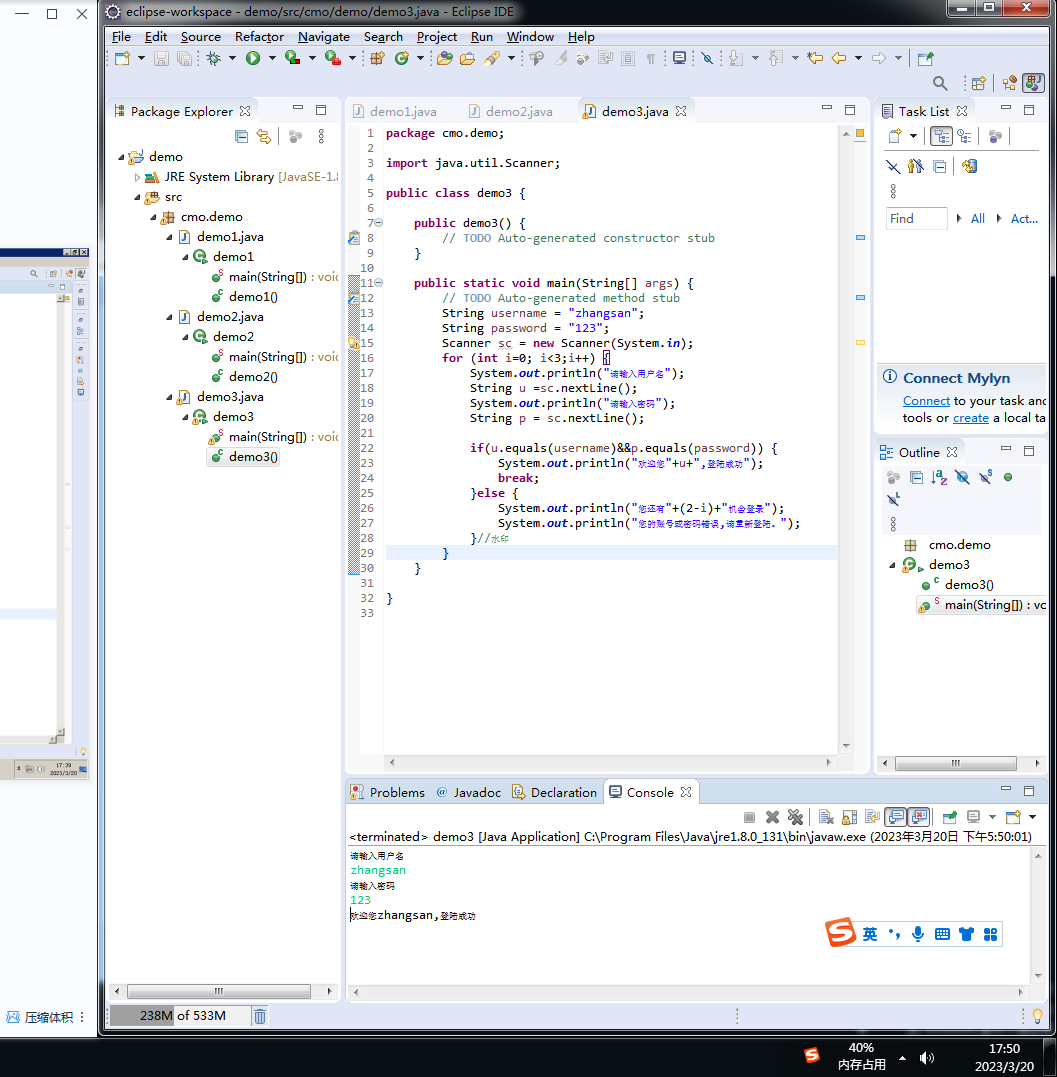 eclipse-workspace - demo/src/cmo/demo/demo3.java - Eclipse IDE
File Edit Source Refactor Navigate Search Project Run Window Help
Package Explorer
demo
JRE System Library [JavaSE-1.8
src
cmo.demo
demo1.java
demo1
main(String[]) : void
demo1()
demo2.java
demo2
main(String[]) : void
demo2()
demo3.java
demo3
main(String[]) : void
demo3()
demo1.java demo2.java demo3.java
1 package cmo.demo;
2
3 import java.util.Scanner;
4
5 public class demo3 {
6
7 public demo3() {
8 // TODO Auto-generated constructor stub
9 }
10
11 public static void main(String[] args) {
12 // TODO Auto-generated method stub
13 String username = "zhangsan";
14 String password = "123";
15 Scanner sc = new Scanner(System.in);
16 for (int i=0; i<3;i++) {
17 System.out.println("请输入用户名");
18 String u =sc.nextLine();
19 System.out.println("请输入密码");
20 String p = sc.nextLine();
21
22 if(u.equals(username)&&p.equals(password)) {
23 System.out.println("欢迎您"+u+",登陆成功");
24 break;
25 }else {
26 System.out.println("您还有"+(2-i)+"机会登录");
27 System.out.println("您的账号或密码错误,请重新登陆.");
28 }//水印
29 }
30 }
31
32 }
33
Task List
Find All Act...
Connect Mylyn
Connect to your task and
tools or create a local ta
Outline
cmo.demo
demo3
demo3()
main(String[]) : vo
Problems @ Javadoc Declaration Console
<terminated> demo3 [Java Application] C:\Program Files\Java\jre1.8.0_131\bin\javaw.exe (2023年3月20日 下午5:50:01)
请输入用户名
zhangsan
请输入密码
123
欢迎您zhangsan,登陆成功
英
238M of 533M
17:39
2023/3/20
压缩体积
40%
内存占用
17:50
2023/3/20